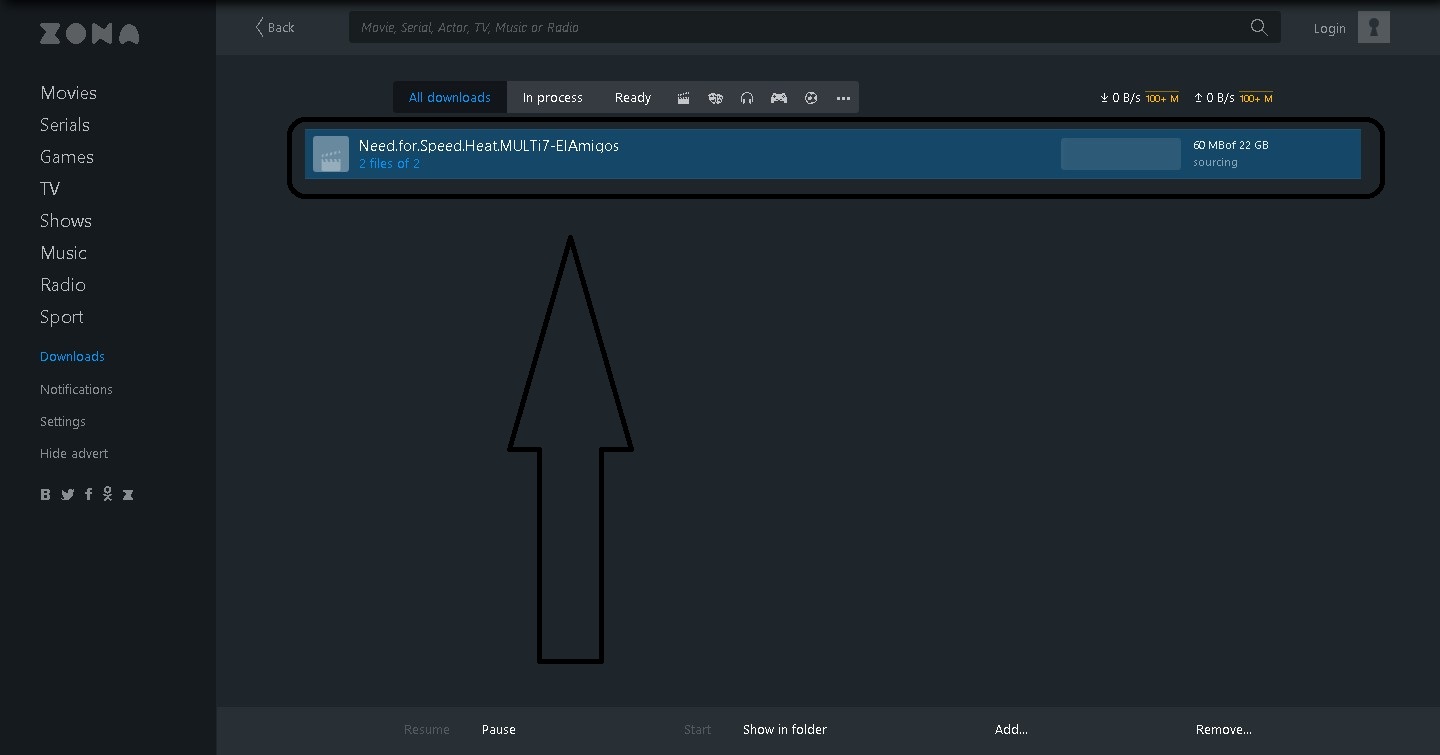 ZONA
Back
Movie, Serial, Actor, TV, Music or Radio
Login
Movies
Serials
Games
TV
Shows
Music
Radio
Sport
Downloads
Notifications
Settings
Hide advert
All downloads In process Ready
0 B/s 100+ M 0 B/s 100+ M
Need.for.Speed.Heat.MULTi7-ElAmigos
2 files of 2
60 MBof 22 GB
sourcing
Resume Pause Start Show in folder Add... Remove...